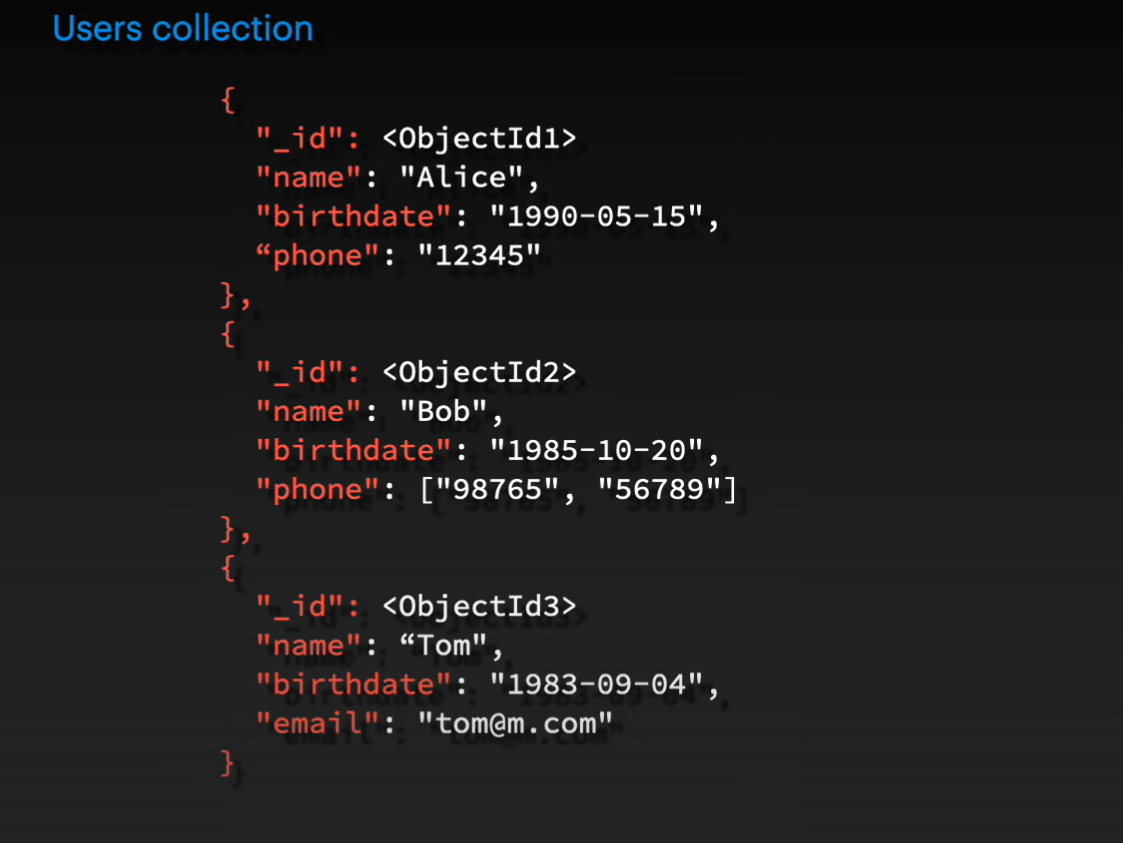 Users collection
{
"_id": <ObjectId1>
"name": "Alice",
"birthdate": "1990-05-15",
“phone": "12345"
},
{
"_id": <ObjectId2>
"name": "Bob",
"birthdate": "1985-10-20",
"phone": ["98765", "56789"]
},
{
"_id": <ObjectId3>
"name": “Tom",
"birthdate": "1983-09-04",
"email": "tom@m.com"
}